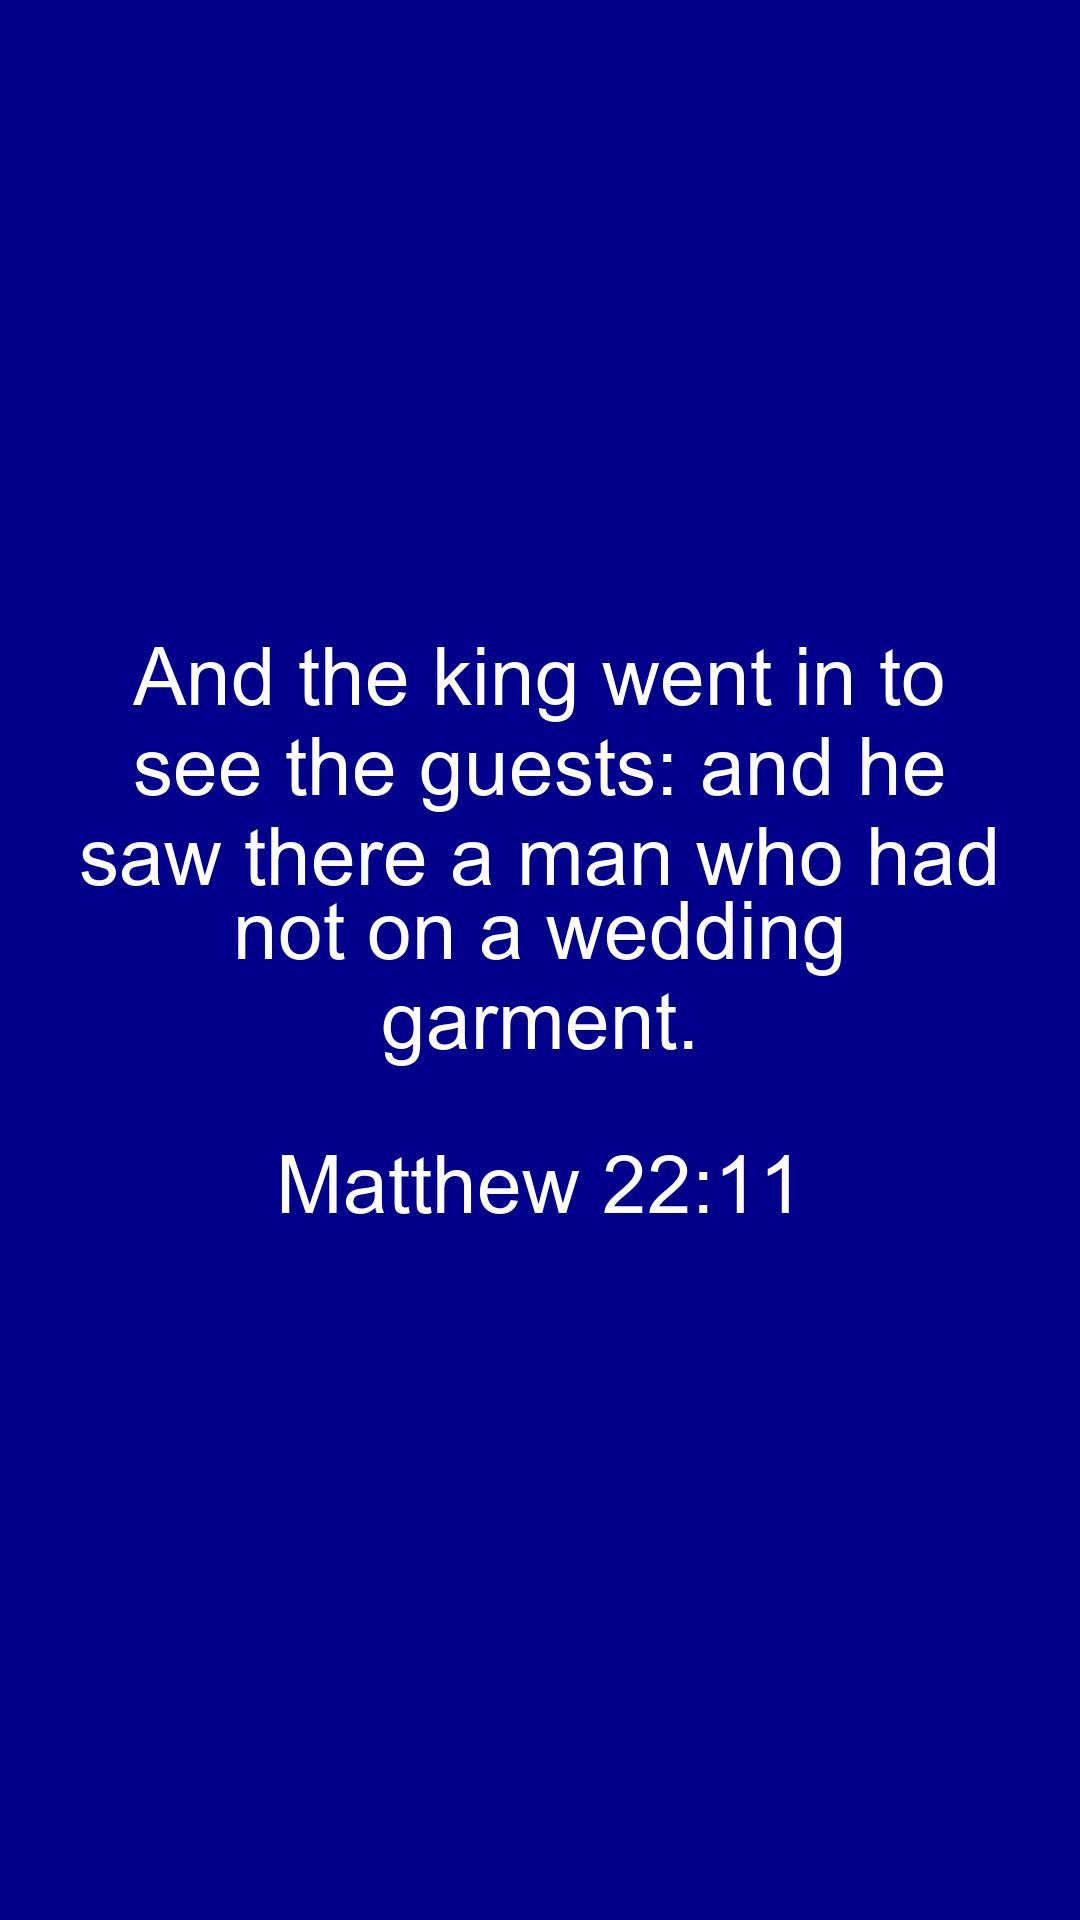 And the king went in to
see the guests: and he
saw there a man who had
not on a wedding
garment.
Matthew 22:11